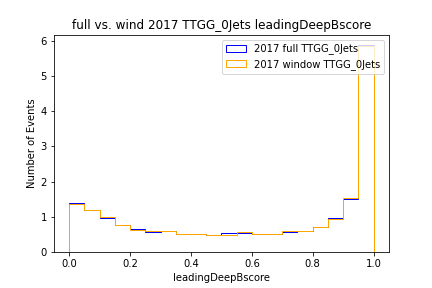 full vs. wind 2017 TTGG_0Jets leadingDeepBscore
6
5
4
3
2
1
0
Number of Events
2017 full TTGG_0Jets
2017 window TTGG_0Jets
0.0 0.2 0.4 0.6 0.8 1.0
leadingDeepBscore